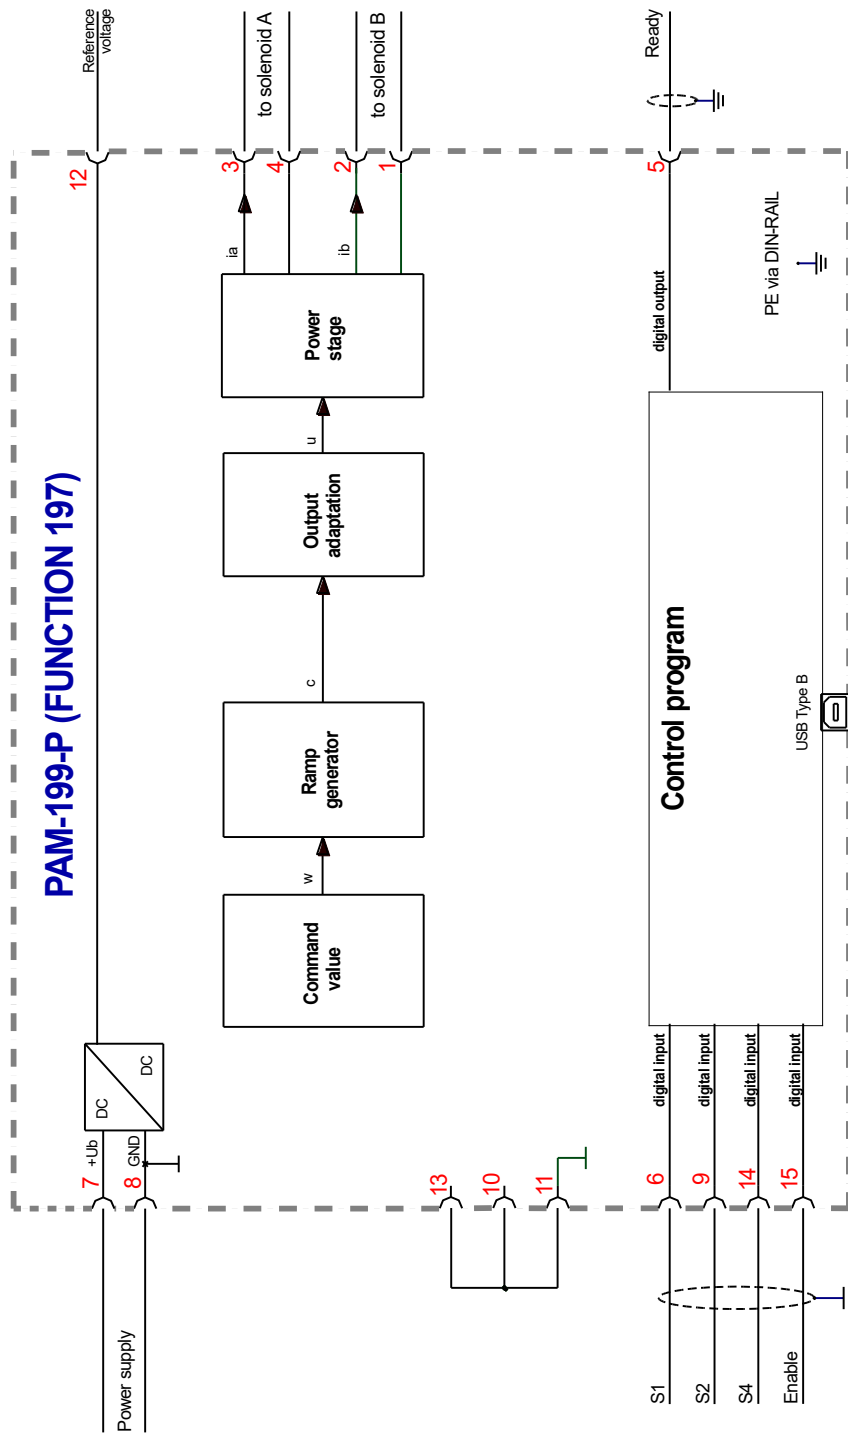 PAM-199-P (FUNCTION 197)
Power supply
7
+Ub
8
GND
DC
DC
12
Reference
voltage
Command
value
w
Ramp
generator
c
Output
adaptation
u
Power
stage
ia
3
4
to solenoid A
ib
2
1
to solenoid B
13
10
11
S1
6
digital input
S2
9
digital input
S4
14
digital input
Enable
15
digital input
Control program
USB Type B
digital output
5
Ready
PE via DIN-RAIL